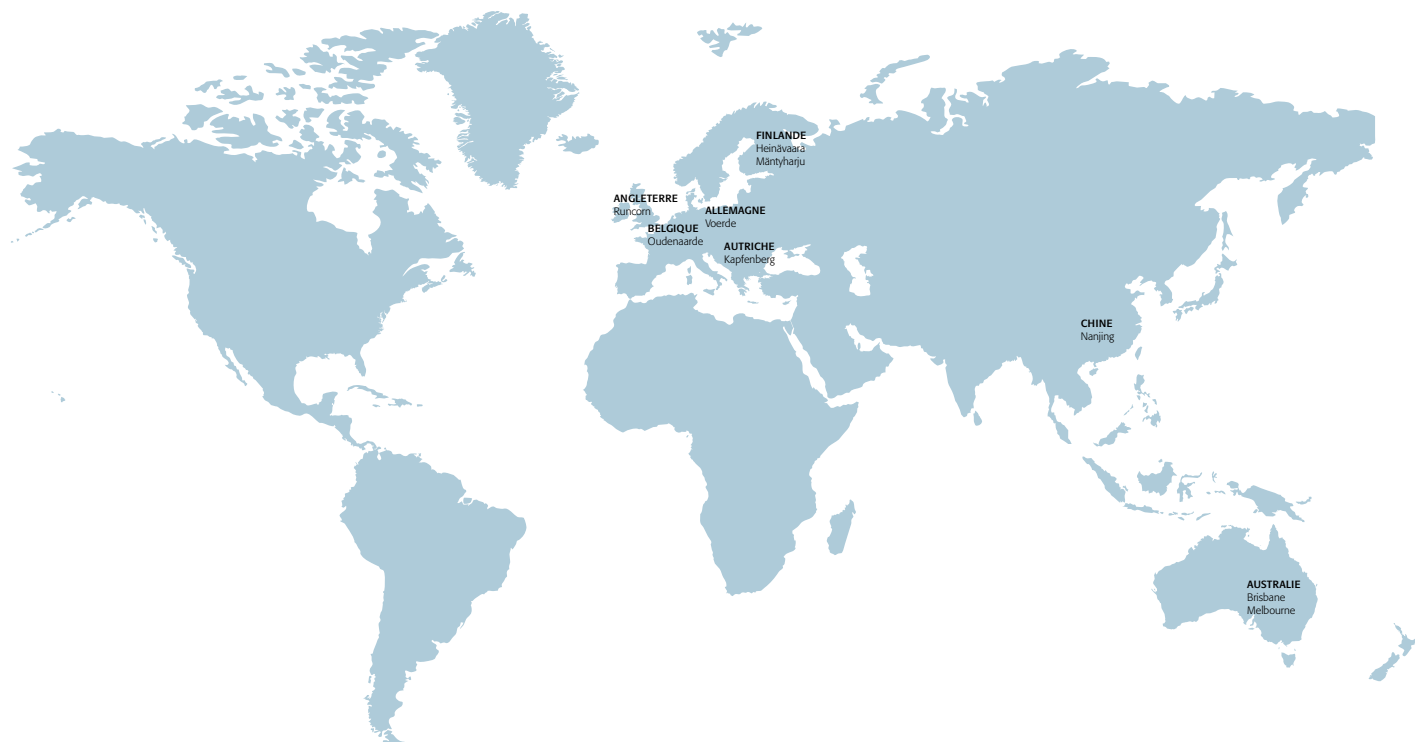 FINLANDE
Heinävaara
Mäntyharju
ANGLETERRE
Runcorn
ALLEMAGNE
Voerde
BELGIQUE
Oudenaarde
AUTRICHE
Kapfenberg
CHINE
Nanjing
AUSTRALIE
Brisbane
Melbourne